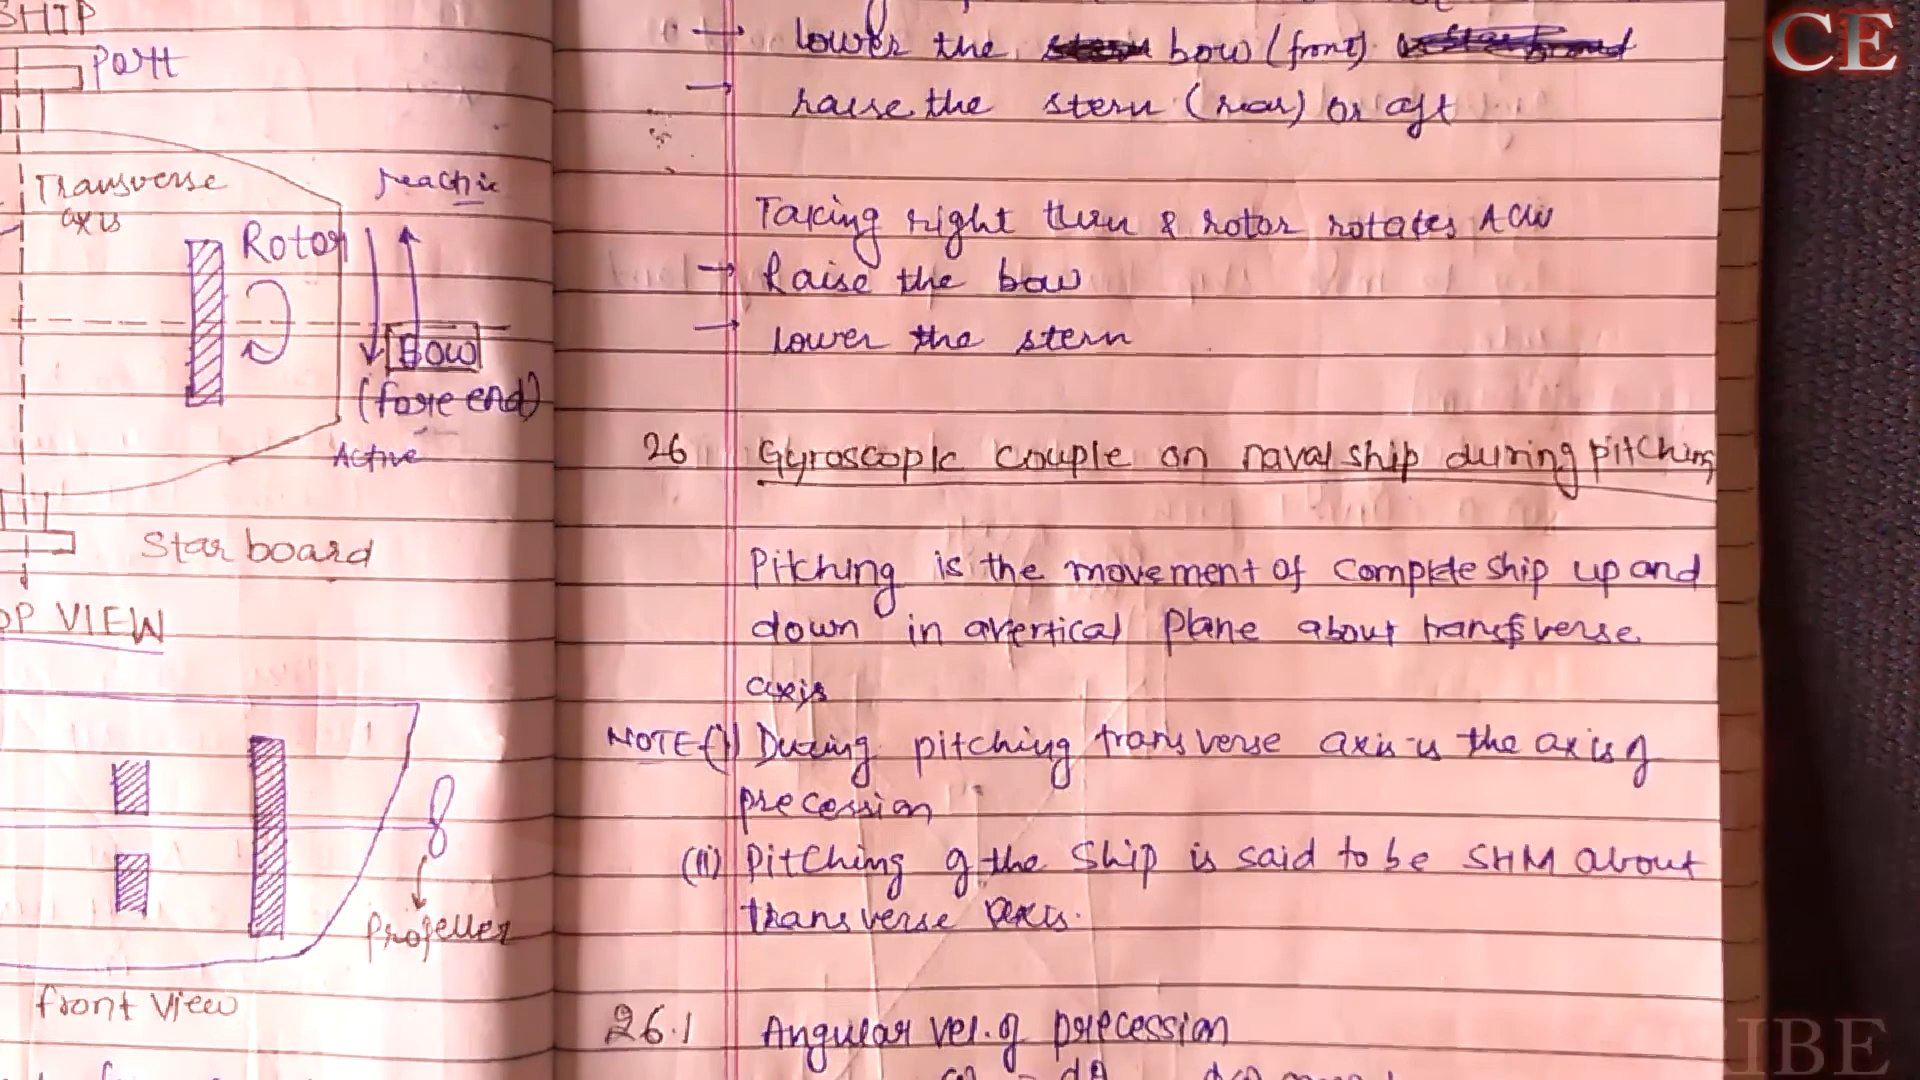 SHIP
Port
Transverse
axis
reactive
Rotor
Bow
(fore end)
Active
Star board
OP VIEW
Propeller
front view
→ lower the bow (front)
→ raise the stern (rear) or aft
Taking right turn & rotor rotates ACW
→ Raise the bow
→ lower the stern
26 Gyroscopic couple on naval ship during pitching
Pitching is the movement of complete ship up and
down in a vertical plane about transverse
axis
NOTE (i) During pitching transverse axis is the axis of
precession
(ii) Pitching of the Ship is said to be SHM about
transverse axis.
26.1 Angular vel. of precession
CE
RIBE